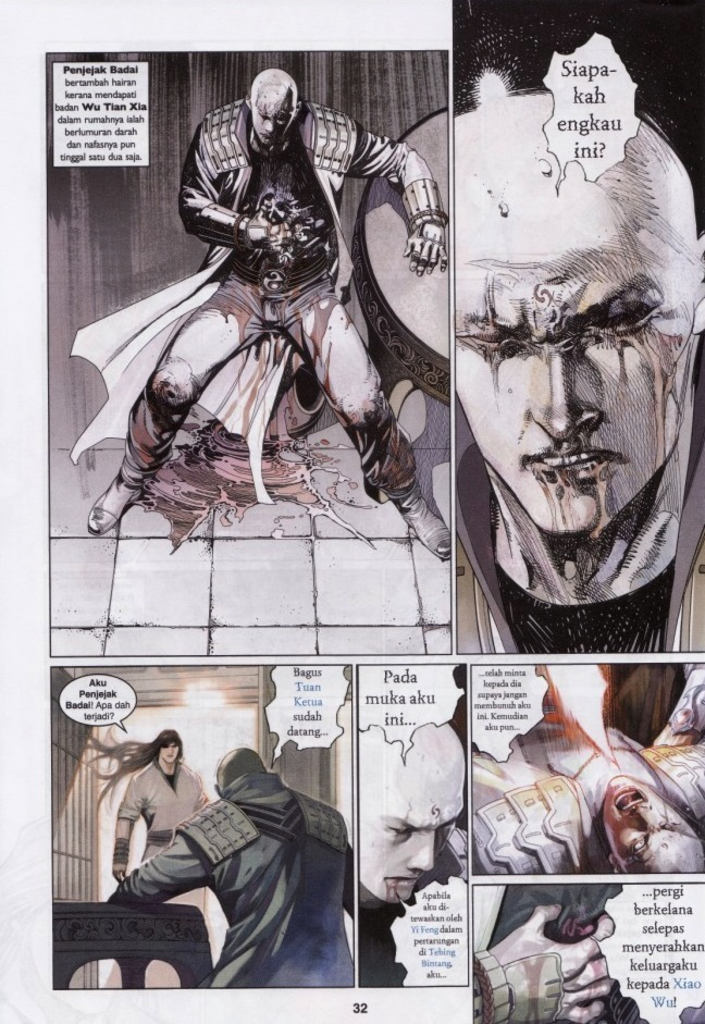 Penjejak Badai
bertambah hairan
kerana mendapati
badan Wu Tian Xia
dalam rumahnya ialah
berlumuran darah
dan nafasnya pun
tinggal satu dua saja.
Siapa-
kah
engkau
ini?
Aku
Penjejak
Badai! Apa dah
terjadi?
Bagus
Tuan
Ketua
sudah
datang...
Pada
muka aku
ini...
Apabila
aku di-
tewaskan oleh
Yi Feng dalam
pertarungan
di Tebing
Bintang,
aku...
...telah minta
kepada dia
supaya jangan
membunuh aku
ini. Kemudian
aku pun...
...pergi
berkelana
selepas
menyerahkan
keluargaku
kepada Xiao
Wu!
32